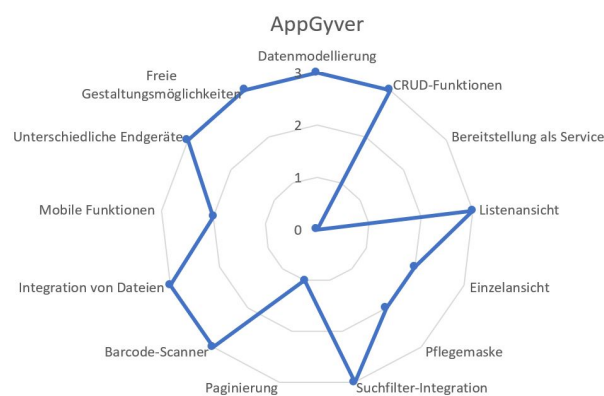 AppGyver
Datenmodellierung
CRUD-Funktionen
Bereitstellung als Service
Listenansicht
Einzelansicht
Pflegemaske
Suchfilter-Integration
Paginierung
Barcode-Scanner
Integration von Dateien
Mobile Funktionen
Unterschiedliche Endgeräte
Freie
Gestaltungsmöglichkeiten
3
2
1
0